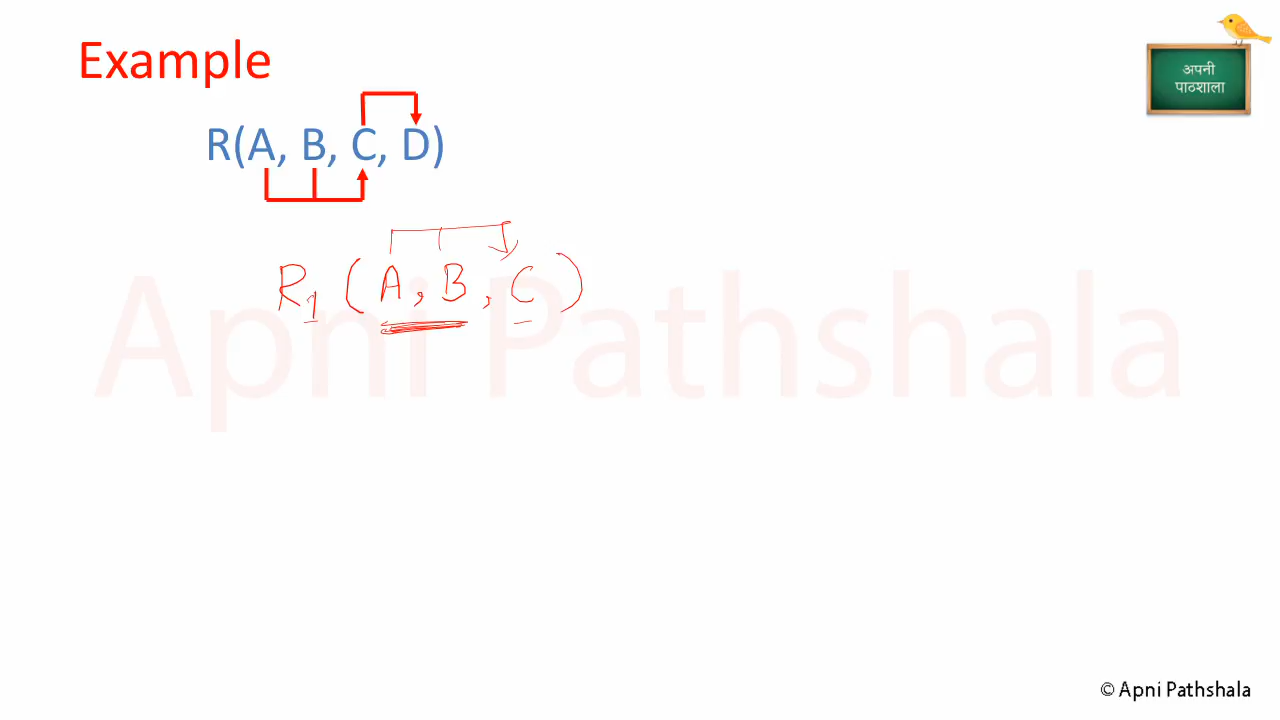 Example
अपनी
पाठशाला
R(A, B, C, D)
R1 (A, B, C)
Apni Pathshala
© Apni Pathshala